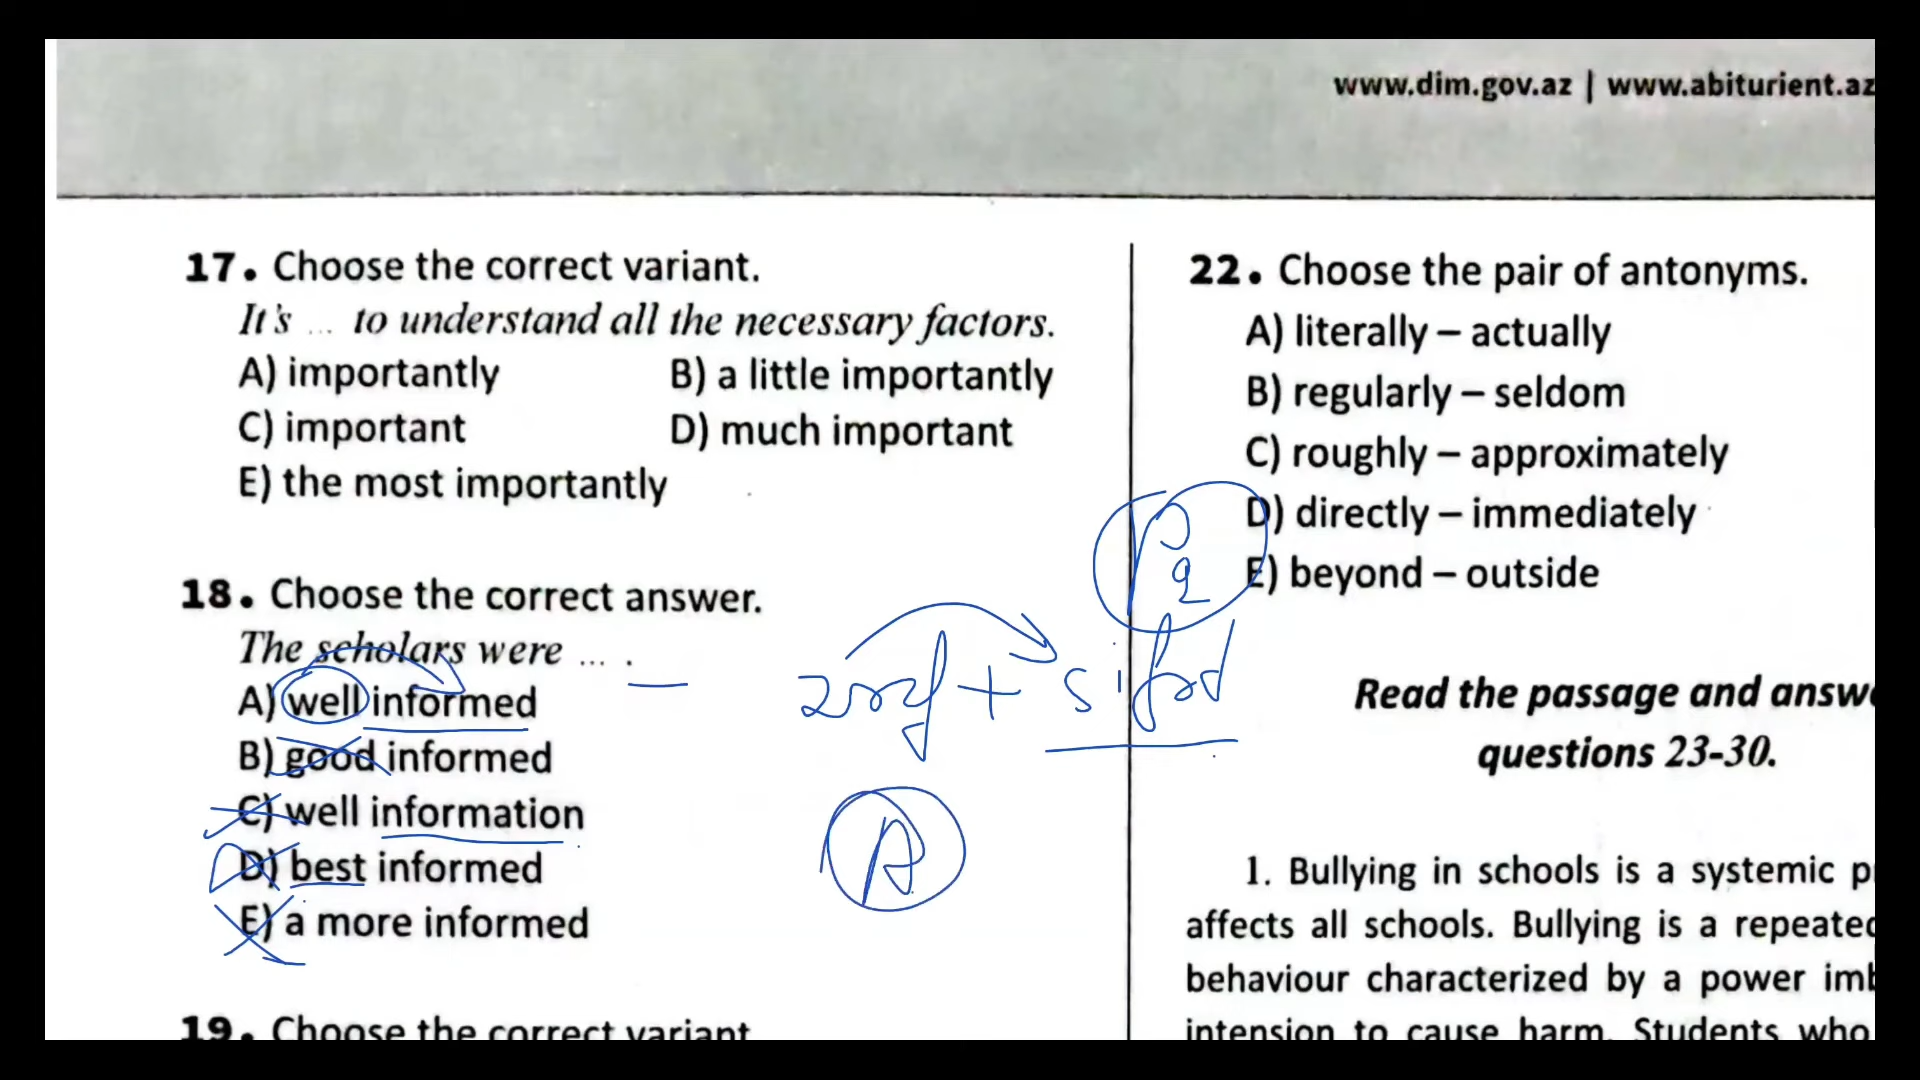 www.dim.gov.az | www.abiturient.az
17. Choose the correct variant.
It's ... to understand all the necessary factors.
A) importantly B) a little importantly
C) important D) much important
E) the most importantly
18. Choose the correct answer.
The scholars were ... .
A) well informed
B) good informed
C) well information
D) best informed
E) a more informed
zərf + sifət
A
19. Choose the correct variant
22. Choose the pair of antonyms.
A) literally – actually
B) regularly – seldom
C) roughly – approximately
D) directly – immediately
E) beyond – outside
Read the passage and answ
questions 23-30.
1. Bullying in schools is a systemic p
affects all schools. Bullying is a repeated
behaviour characterized by a power imb
intension to cause harm. Students who